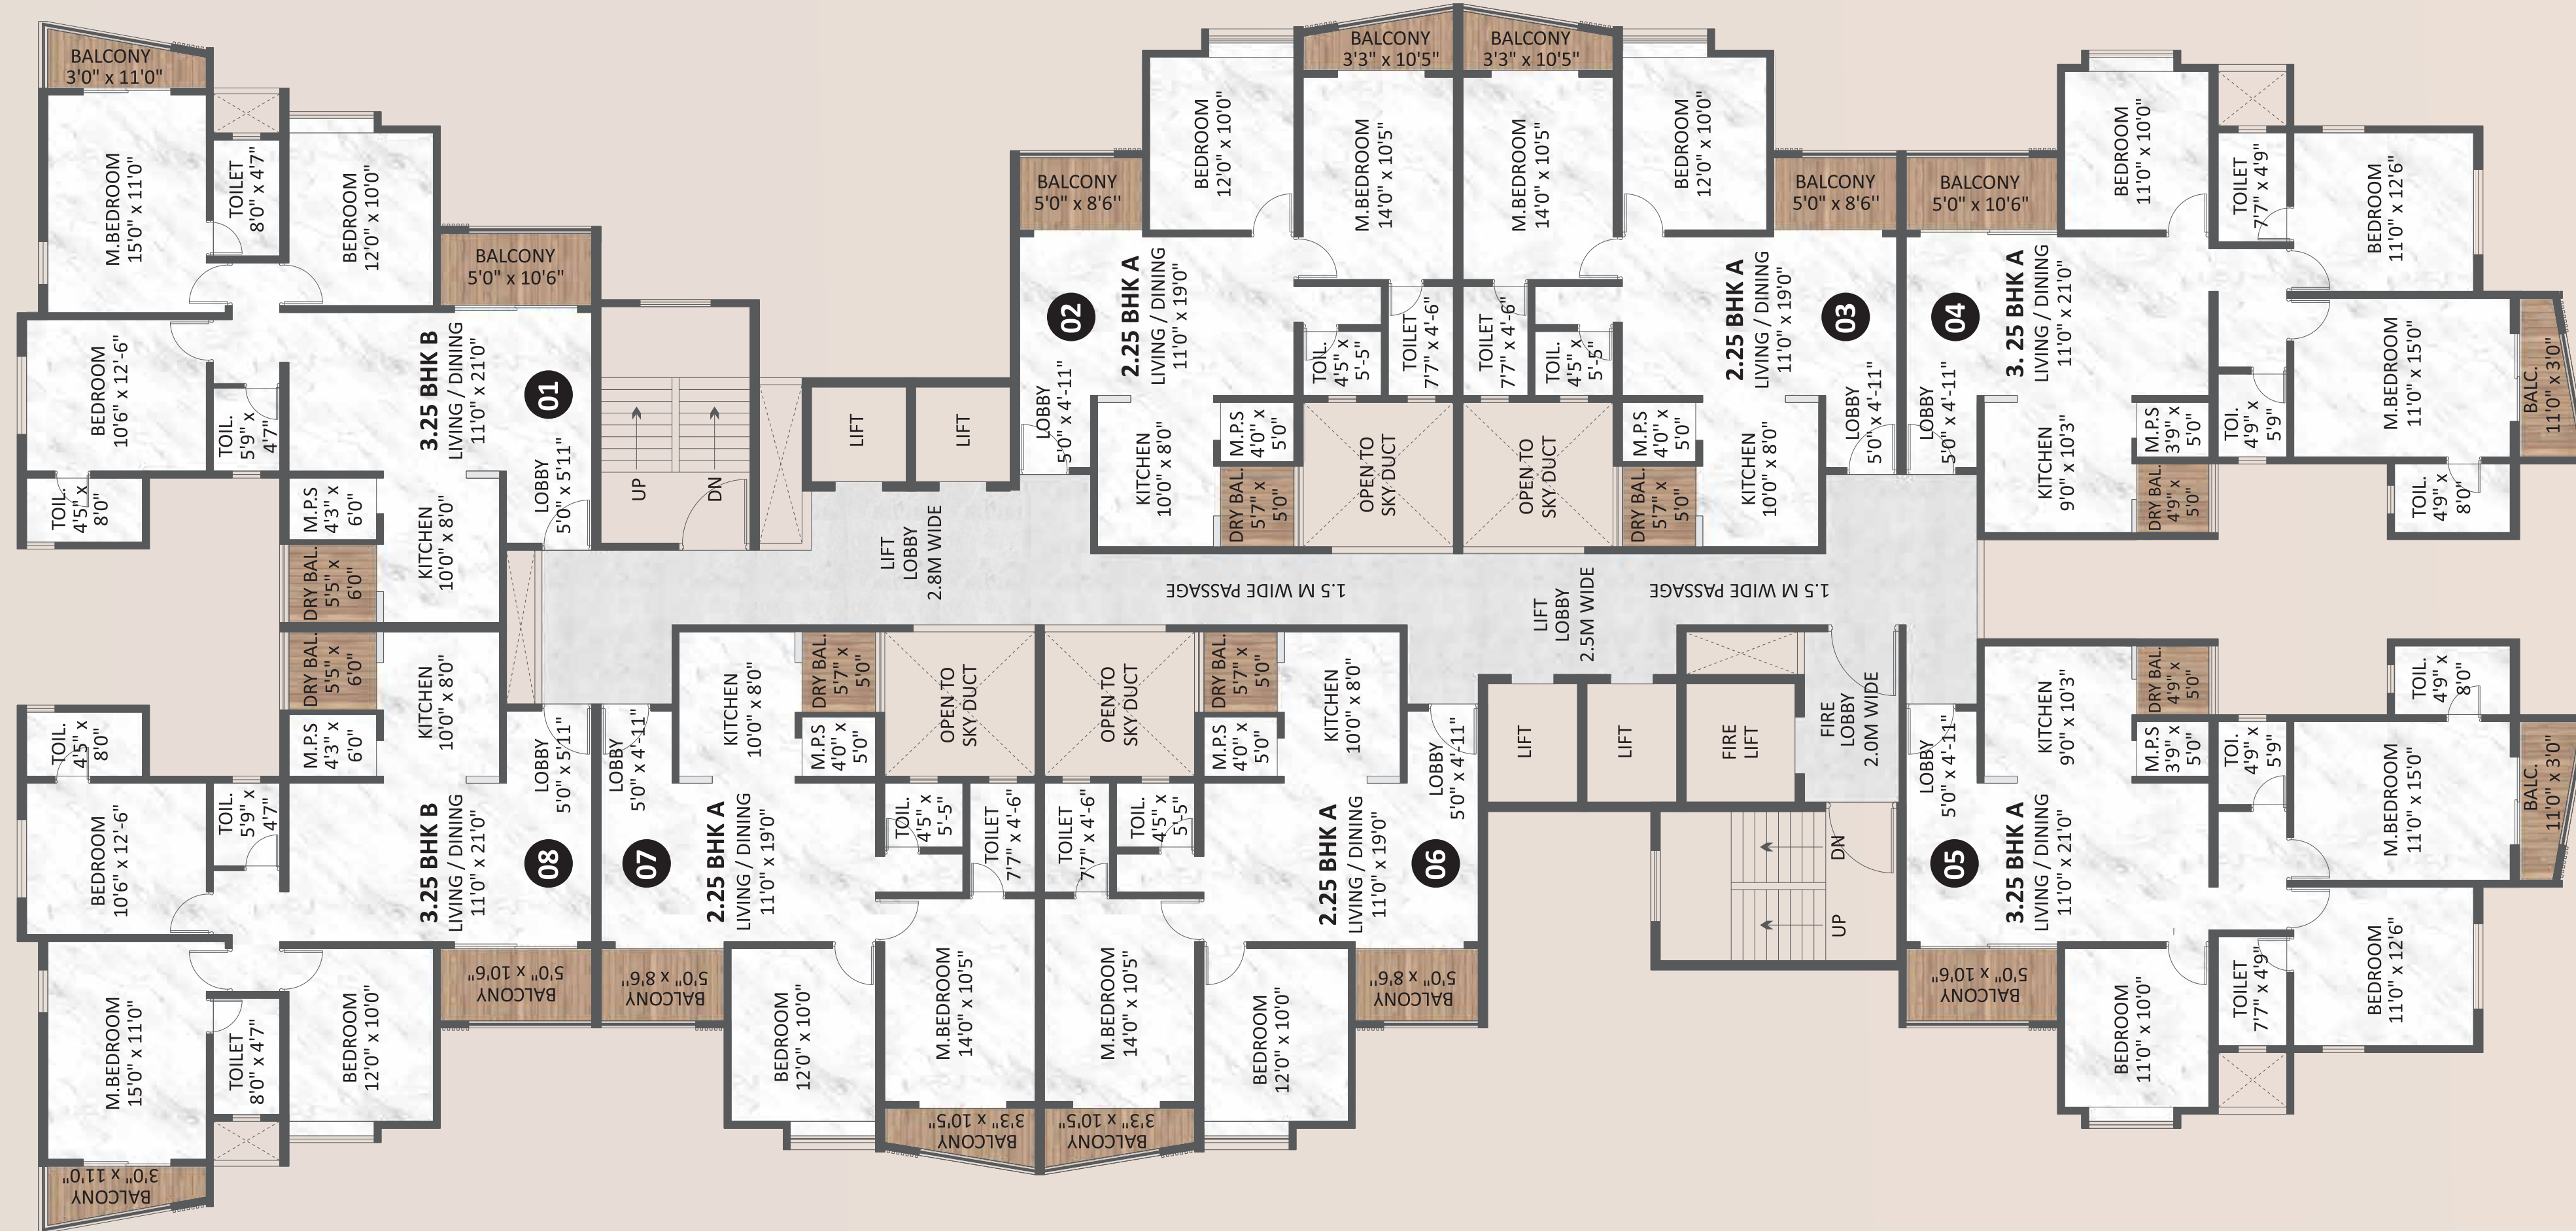 BALCONY
3'0" x 11'0"
M.BEDROOM
15'0" x 11'0"
TOILET
8'0" x 4'7"
BEDROOM
12'0" x 10'0"
BALCONY
5'0" x 10'6"
BEDROOM
10'6" x 12'-6"
TOIL.
5'9" x
4'7"
3.25 BHK B
LIVING / DINING
11'0" x 21'0"
01
LOBBY
5'0" x 5'11"
TOIL.
4'5" x
8'0"
M.P.S
4'3" x
6'0"
KITCHEN
10'0" x 8'0"
DRY BAL.
5'5" x
6'0"
UP
DN
LIFT
LIFT
LIFT
LOBBY
2.8M WIDE
BALCONY
5'0" x 8'6"
BEDROOM
12'0" x 10'0"
BALCONY
3'3" x 10'5"
M.BEDROOM
14'0" x 10'5"
02
2.25 BHK A
LIVING / DINING
11'0" x 19'0"
LOBBY
5'0" x 4'-11"
TOIL.
4'5" x
5'-5"
TOILET
7'7" x 4'-6"
KITCHEN
10'0" x 8'0"
M.P.S
4'0" x
5'0"
DRY BAL.
5'7" x
5'0"
OPEN TO
SKY DUCT
BALCONY
3'3" x 10'5"
M.BEDROOM
14'0" x 10'5"
BEDROOM
12'0" x 10'0"
BALCONY
5'0" x 8'6"
TOILET
7'7" x 4'-6"
TOIL.
4'5" x
5'-5"
2.25 BHK A
LIVING / DINING
11'0" x 19'0"
03
LOBBY
5'0" x 4'-11"
OPEN TO
SKY DUCT
M.P.S
4'0" x
5'0"
DRY BAL.
5'7" x
5'0"
KITCHEN
10'0" x 8'0"
BALCONY
5'0" x 10'6"
BEDROOM
11'0" x 10'0"
TOILET
7'7" x 4'9"
BEDROOM
11'0" x 12'6"
04
3. 25 BHK A
LIVING / DINING
11'0" x 21'0"
LOBBY
5'0" x 4'-11"
KITCHEN
9'0" x 10'3"
M.P.S
3'9" x
5'0"
DRY BAL.
4'9" x
5'0"
TOI.
4'9" x
5'9"
M.BEDROOM
11'0" x 15'0"
BALC.
11'0" x 3'0"
TOIL.
4'9" x
8'0"
1.5 M WIDE PASSAGE
LIFT
LOBBY
2.5M WIDE
1.5 M WIDE PASSAGE
DRY BAL.
5'5" x
6'0"
KITCHEN
10'0" x 8'0"
M.P.S
4'3" x
6'0"
TOIL.
4'5" x
8'0"
BEDROOM
10'6" x 12'-6"
TOIL.
5'9" x
4'7"
LOBBY
5'0" x 5'11"
3.25 BHK B
LIVING / DINING
11'0" x 21'0"
08
M.BEDROOM
15'0" x 11'0"
TOILET
8'0" x 4'7"
BEDROOM
12'0" x 10'0"
BALCONY
5'0" x 10'6"
BALCONY
3'0" x 11'0"
LOBBY
5'0" x 4'-11"
07
KITCHEN
10'0" x 8'0"
DRY BAL.
5'7" x
5'0"
M.P.S
4'0" x
5'0"
OPEN TO
SKY DUCT
2.25 BHK A
LIVING / DINING
11'0" x 19'0"
TOIL.
4'5" x
5'-5"
TOILET
7'7" x 4'-6"
BALCONY
5'0" x 8'6"
BEDROOM
12'0" x 10'0"
M.BEDROOM
14'0" x 10'5"
BALCONY
3'3" x 10'5"
OPEN TO
SKY DUCT
DRY BAL.
5'7" x
5'0"
M.P.S
4'0" x
5'0"
KITCHEN
10'0" x 8'0"
LOBBY
5'0" x 4'-11"
TOILET
7'7" x 4'-6"
TOIL.
4'5" x
5'-5"
2.25 BHK A
LIVING / DINING
11'0" x 19'0"
06
M.BEDROOM
14'0" x 10'5"
BEDROOM
12'0" x 10'0"
BALCONY
5'0" x 8'6"
BALCONY
3'3" x 10'5"
LIFT
LIFT
FIRE
LIFT
FIRE
LOBBY
2.0M WIDE
DN
UP
LOBBY
5'0" x 4'-11"
KITCHEN
9'0" x 10'3"
DRY BAL.
4'9" x
5'0"
M.P.S
3'9" x
5'0"
TOI.
4'9" x
5'9"
TOIL.
4'9" x
8'0"
M.BEDROOM
11'0" x 15'0"
BALC.
11'0" x 3'0"
05
3.25 BHK A
LIVING / DINING
11'0" x 21'0"
BALCONY
5'0" x 10'6"
BEDROOM
11'0" x 10'0"
TOILET
7'7" x 4'9"
BEDROOM
11'0" x 12'6"